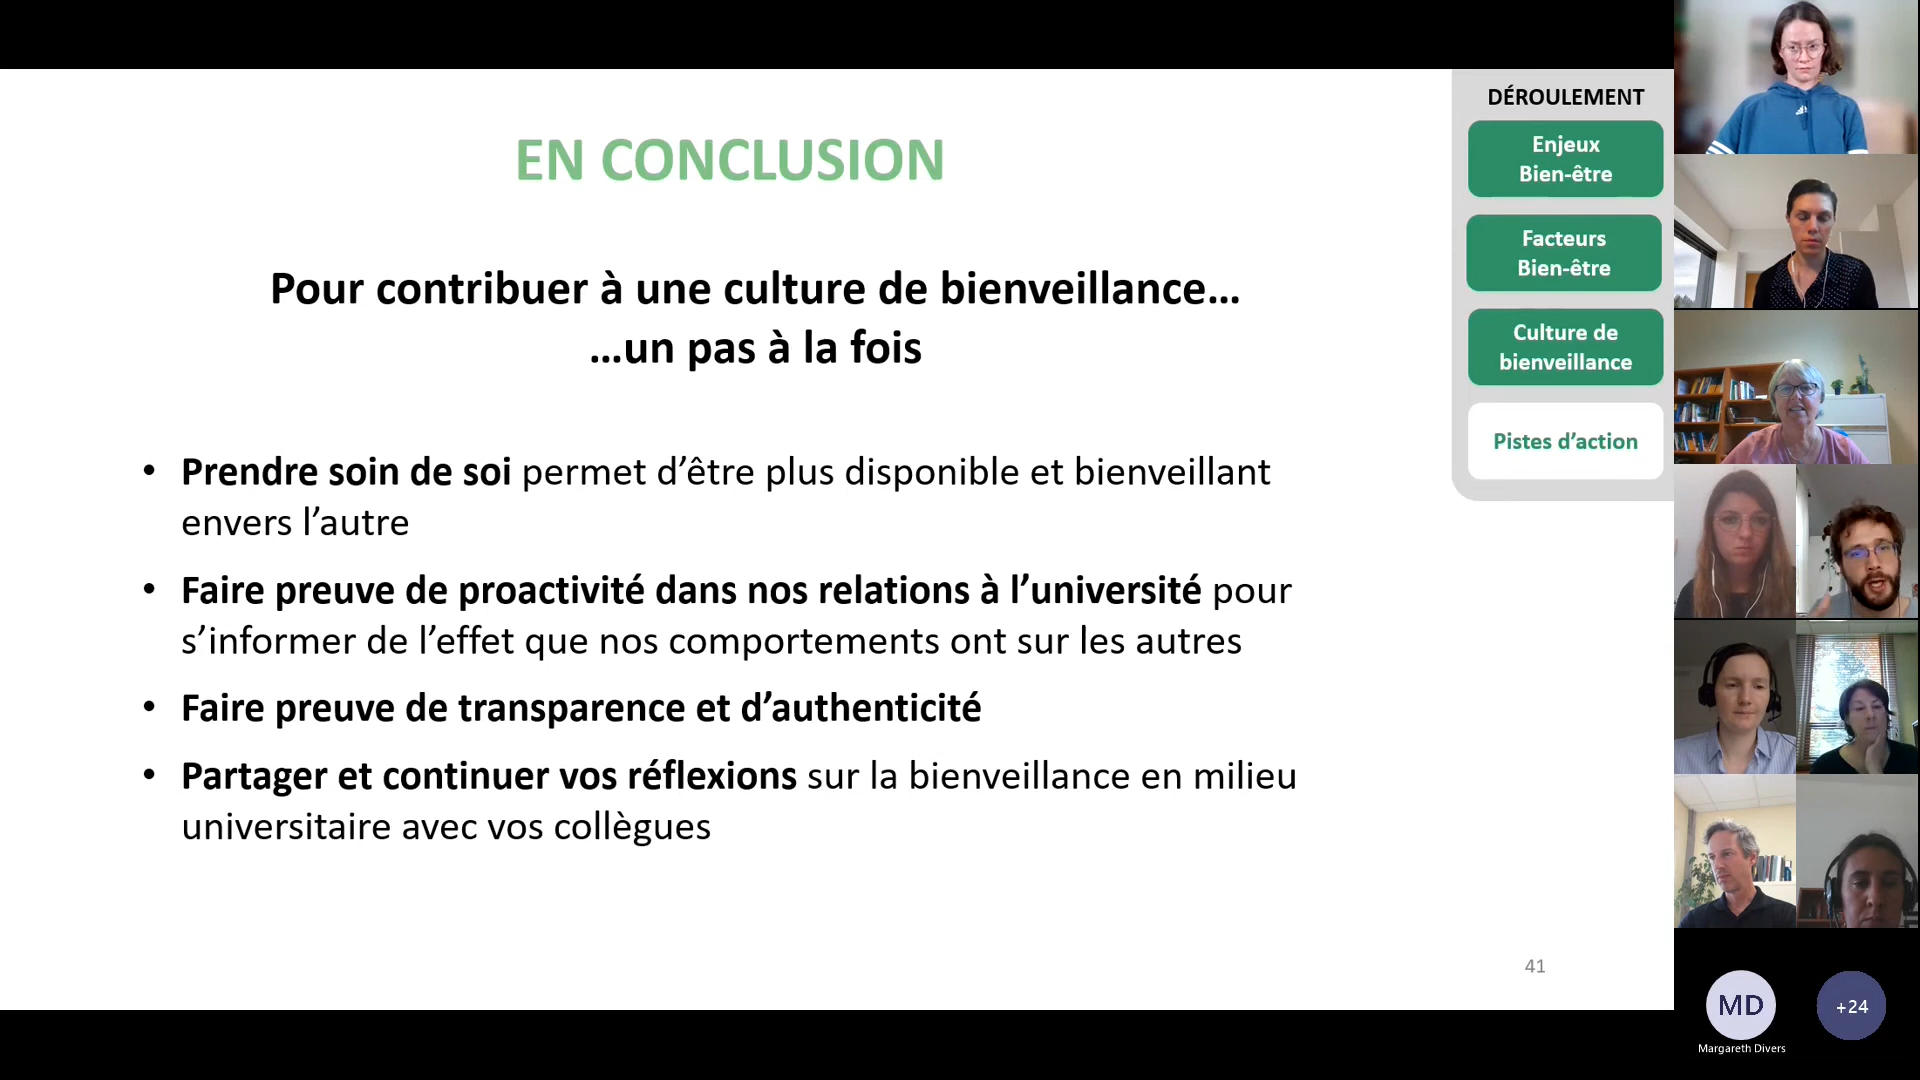 EN CONCLUSION
Pour contribuer à une culture de bienveillance...
...un pas à la fois
• Prendre soin de soi permet d’être plus disponible et bienveillant
envers l’autre
• Faire preuve de proactivité dans nos relations à l’université pour
s’informer de l’effet que nos comportements ont sur les autres
• Faire preuve de transparence et d’authenticité
• Partager et continuer vos réflexions sur la bienveillance en milieu
universitaire avec vos collègues
41
DÉROULEMENT
Enjeux
Bien-être
Facteurs
Bien-être
Culture de
bienveillance
Pistes d’action
MD
Margareth Divers
+24